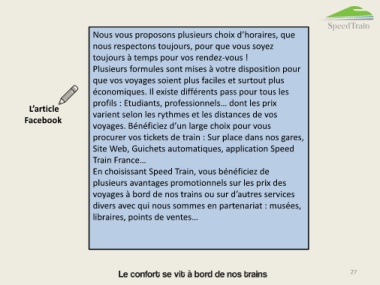 SpeedTrain
Nous vous proposons plusieurs choix d'horaires, que
nous respectons toujours, pour que vous soyez
toujours à temps pour vos rendez-vous !
Plusieurs formules sont mises à votre disposition pour
que vos voyages soient plus faciles et surtout plus
économiques. Il existe différents pass pour tous les
profils : Etudiants, professionnels... dont les prix
varient selon les rythmes et les distances de vos
voyages. Bénéficiez d'un large choix pour vous
procurer vos tickets de train : Sur place dans nos gares,
Site Web, Guichets automatiques, application Speed
Train France...
En choisissant Speed Train, vous bénéficiez de
plusieurs avantages promotionnels sur les prix des
voyages à bord de nos trains ou sur d'autres services
divers avec qui nous sommes en partenariat : musées,
libraires, points de ventes...
L'article
Facebook
Le confort se vit à bord de nos trains
27